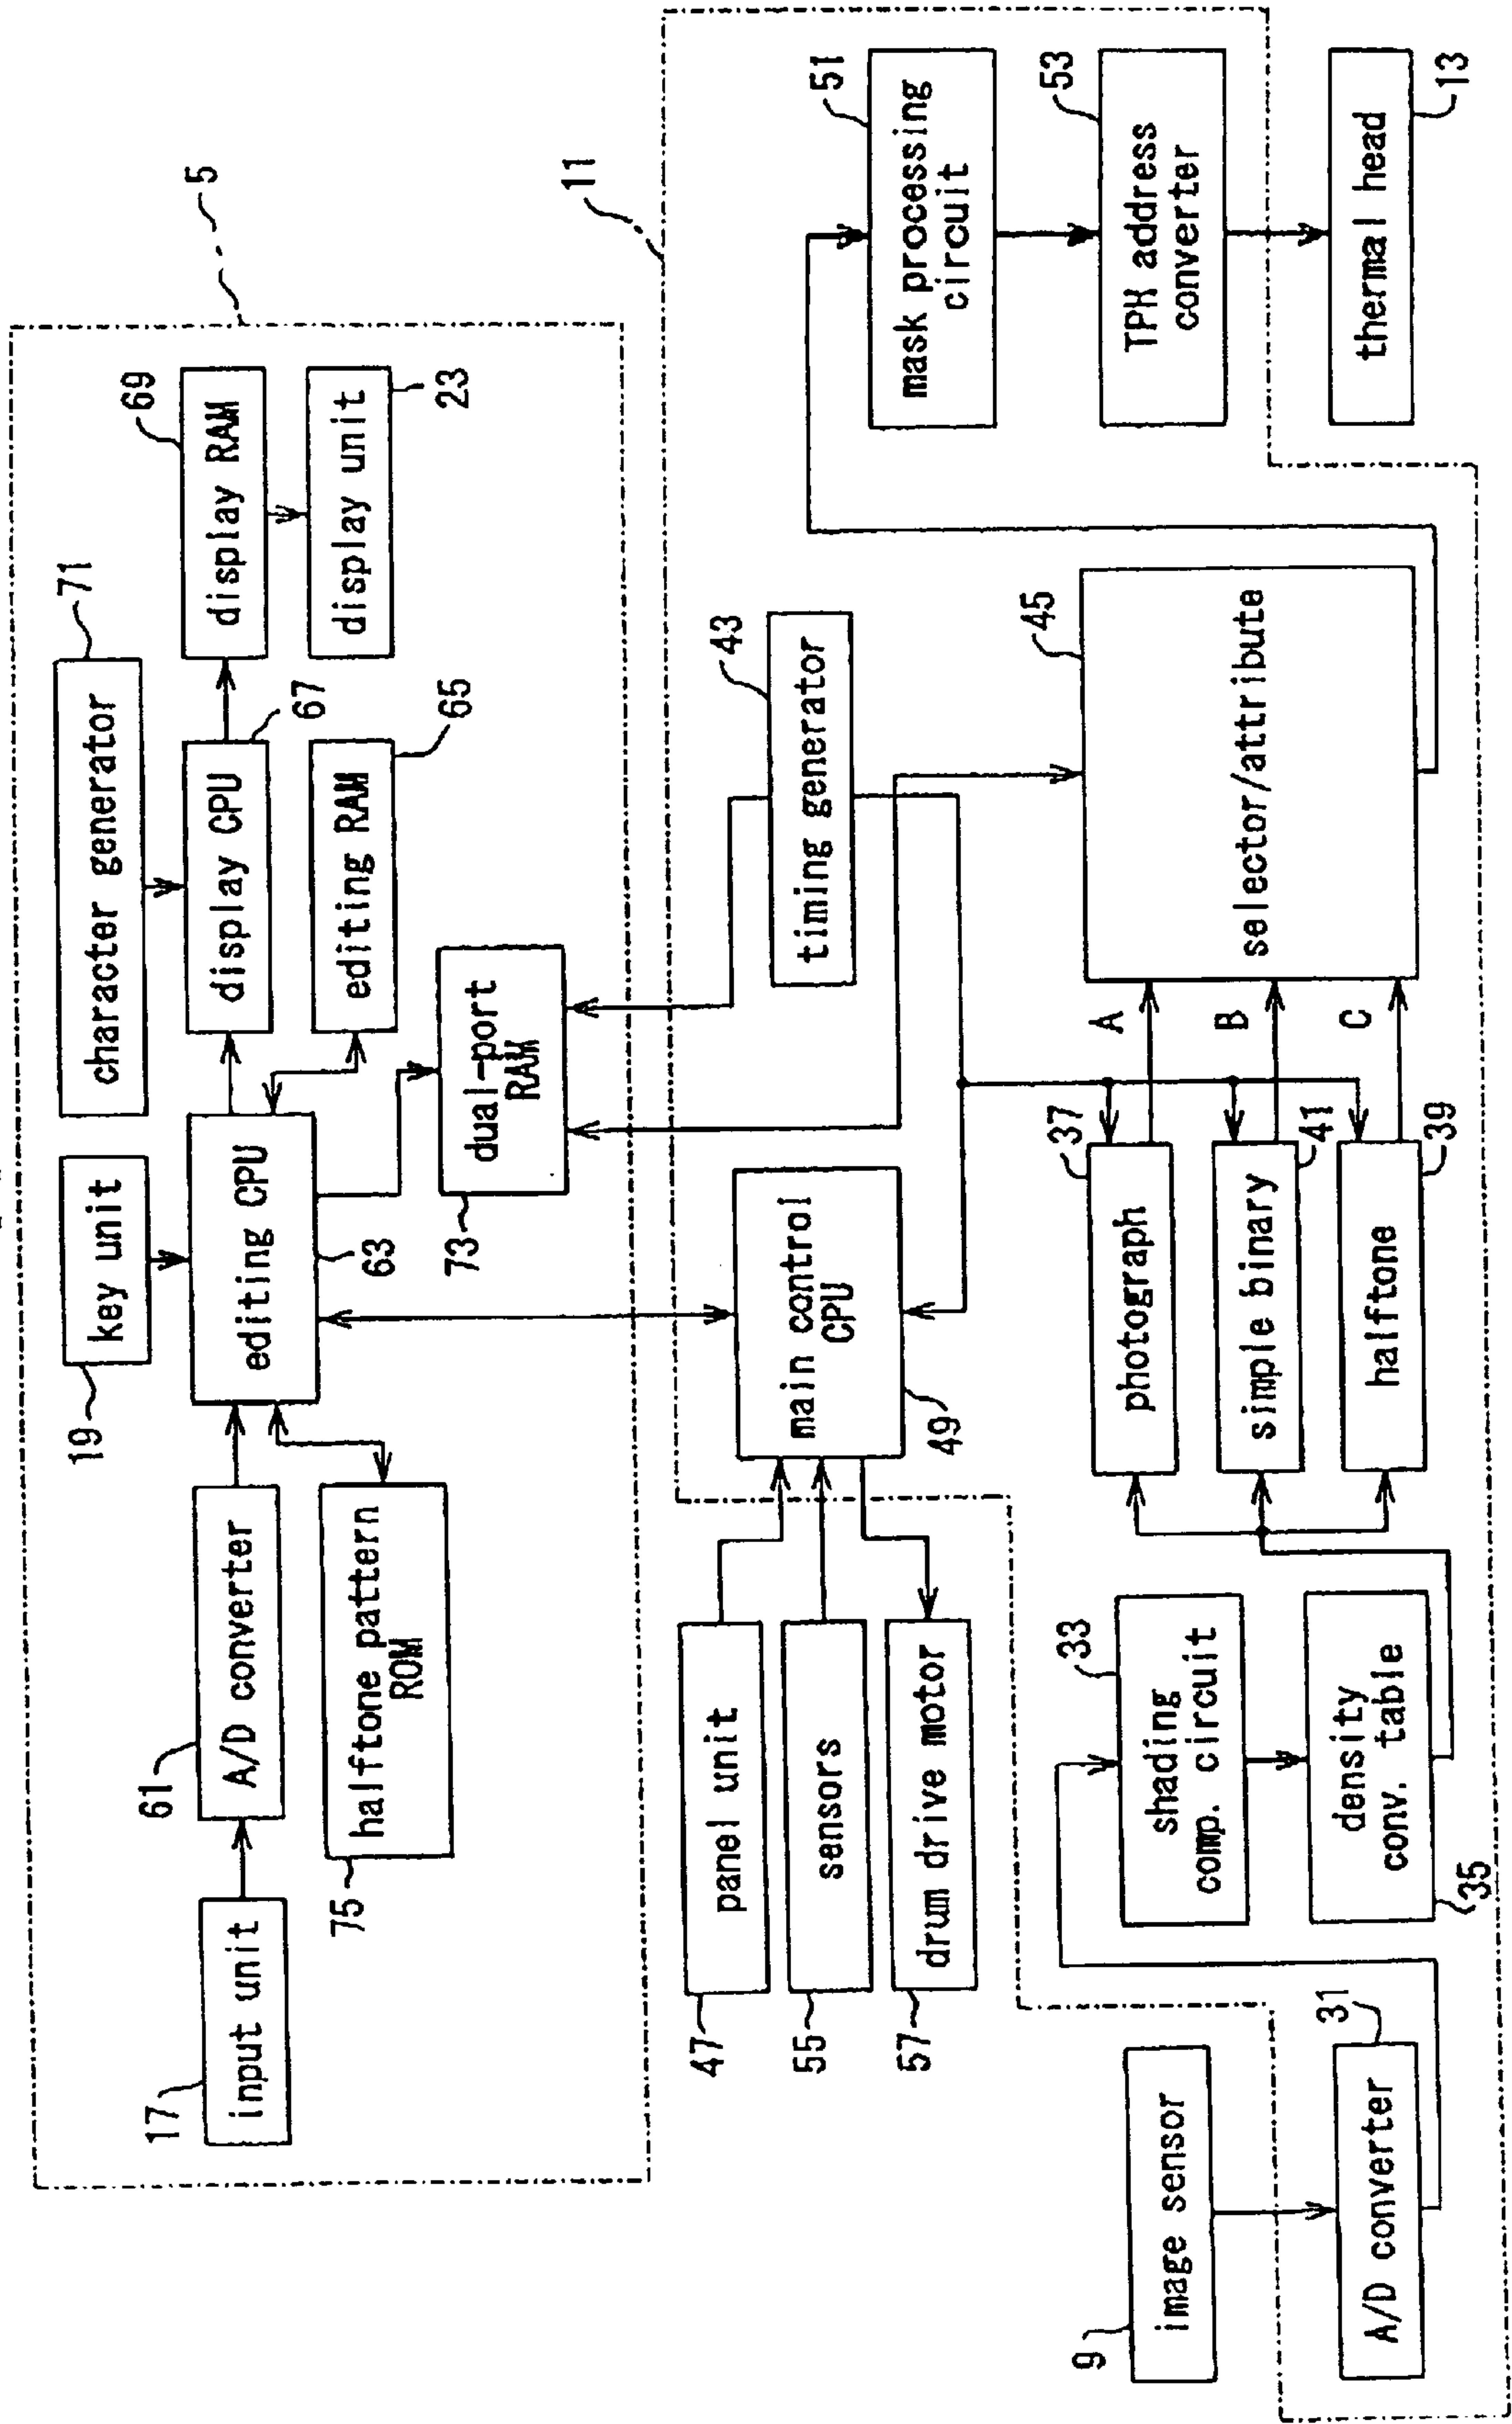 5
71
character generator
69
display RAM
display unit
23
19
key unit
display CPU
67
editing RAM
65
editing CPU
63
61
A/D converter
17
input unit
halftone pattern
ROM
75
dual-port
RAM
73
11
43
timing generator
main control
CPU
49
47
panel unit
55
sensors
57
drum drive motor
51
mask processing
circuit
53
TPH address
converter
thermal head
13
45
selector/attribute
A
B
C
37
photograph
simple binary
41
halftone
39
33
shading
comp. circuit
density
conv. table
35
9
image sensor
31
A/D converter